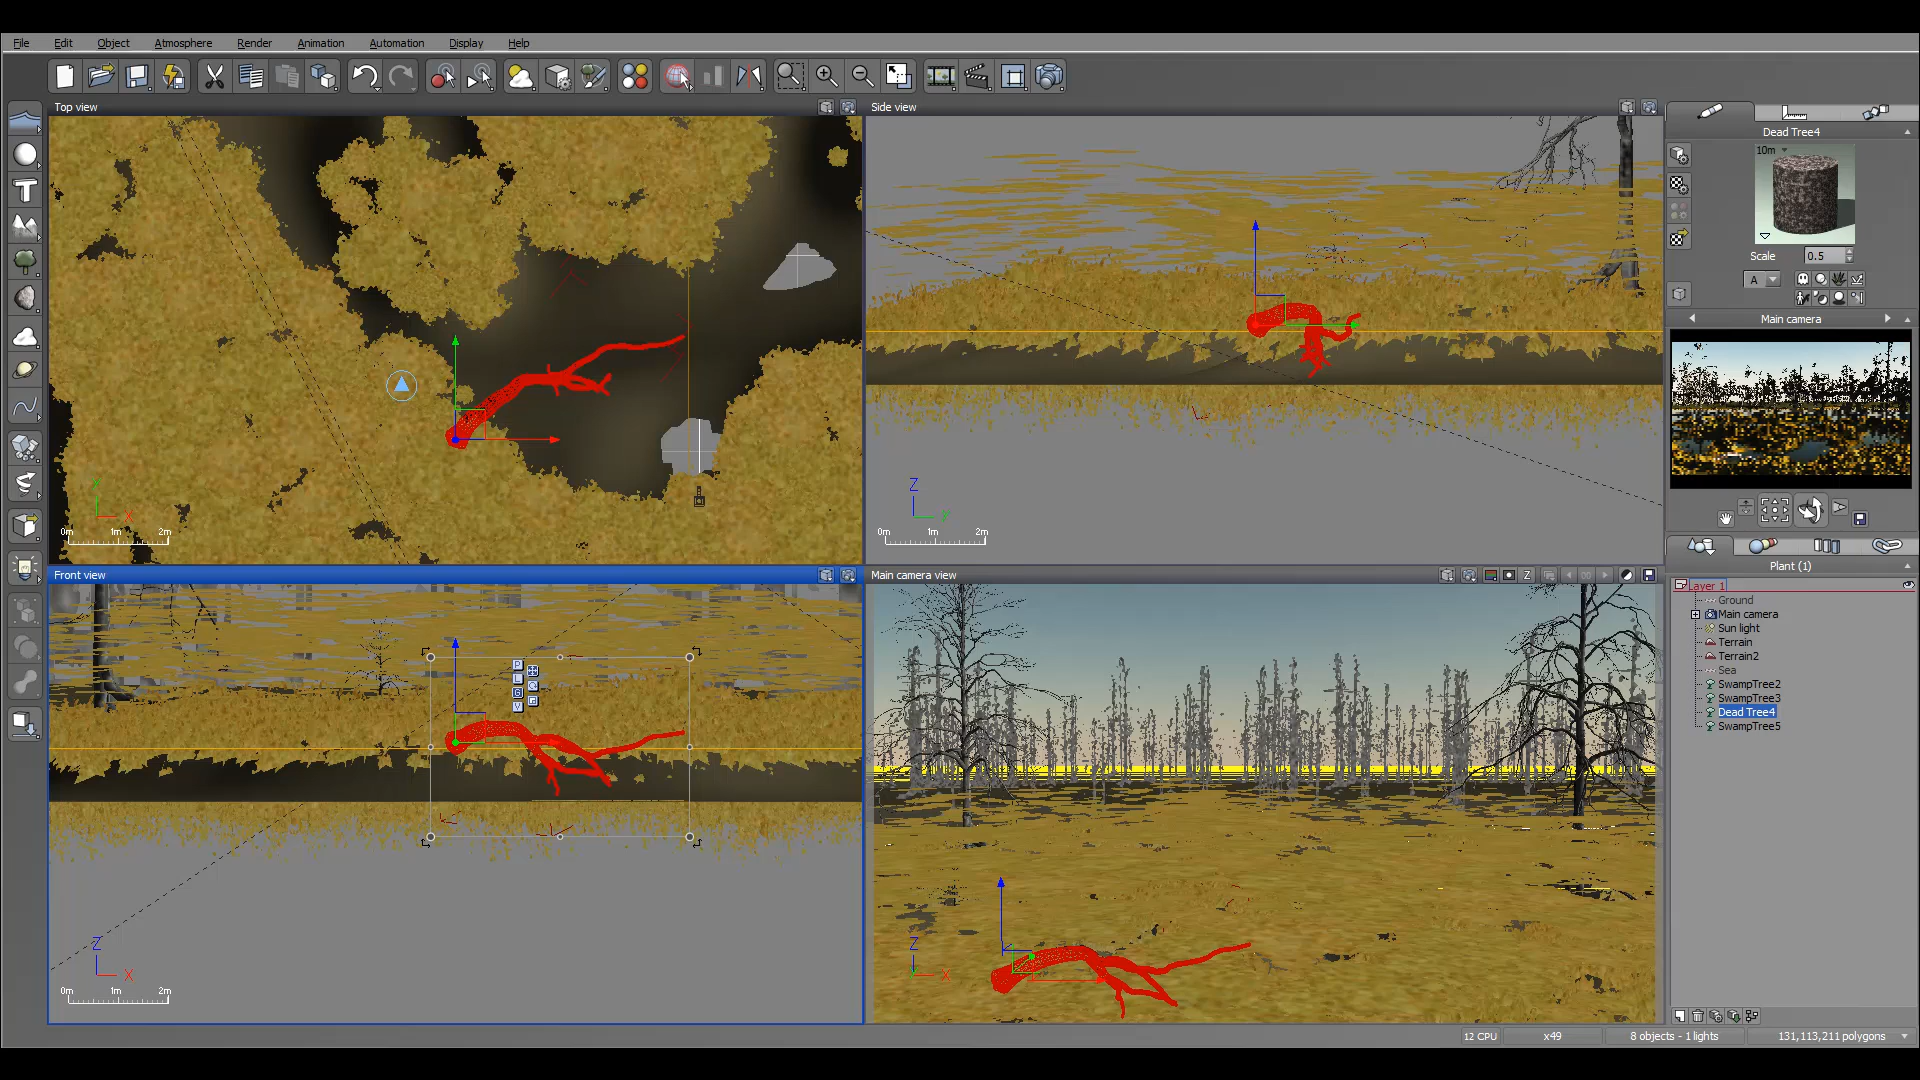 File Edit Object Atmosphere Render Animation Automation Display Help
Top view
Side view
Dead Tree4
10m
Scale 0.5
A
Main camera
X
0m 1m 2m
Z
0m 1m 2m
Front view
Main camera view
Z
Plant (1)
Layer 1
Ground
Main camera
Sun light
Terrain
Terrain2
Sea
SwampTree2
SwampTree3
Dead Tree4
SwampTree5
P
L
G
V
Z
X
0m 1m 2m
Z
X
12 CPU x49 8 objects - 1 lights 131,113,211 polygons